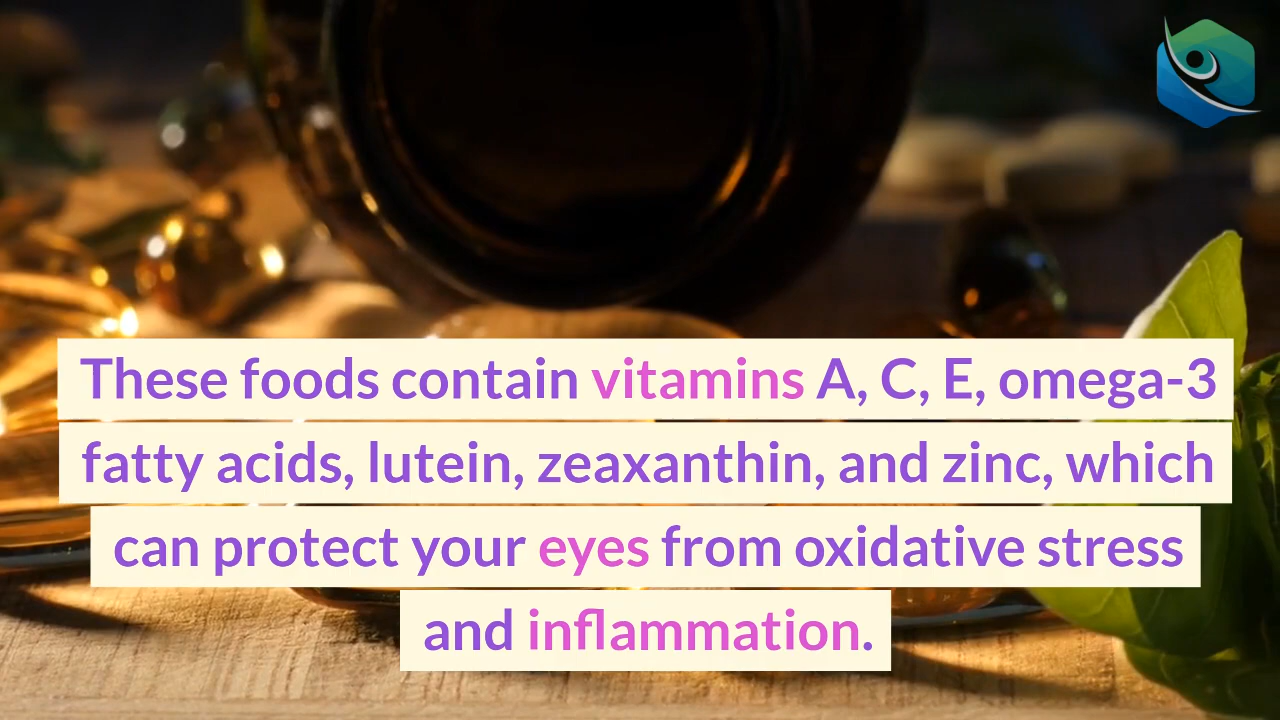 These foods contain vitamins A, C, E, omega-3
fatty acids, lutein, zeaxanthin, and zinc, which
can protect your eyes from oxidative stress
and inflammation.